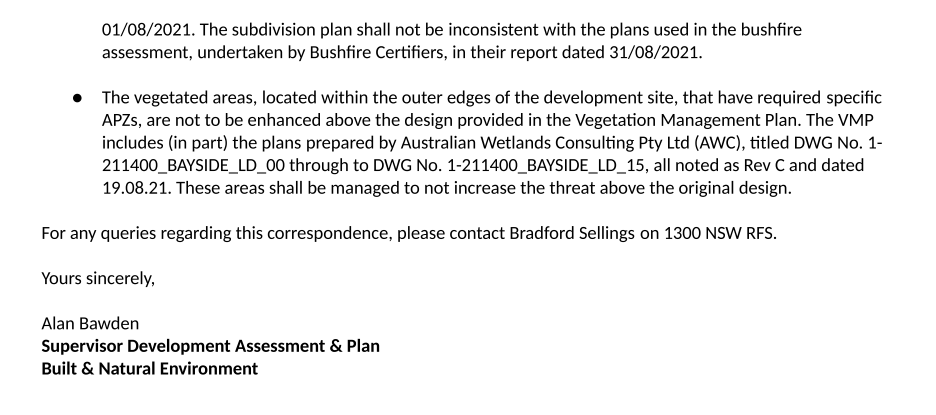 01/08/2021. The subdivision plan shall not be inconsistent with the plans used in the bushfire
assessment, undertaken by Bushfire Certifiers, in their report dated 31/08/2021.
● The vegetated areas, located within the outer edges of the development site, that have required specific
APZs, are not to be enhanced above the design provided in the Vegetation Management Plan. The VMP
includes (in part) the plans prepared by Australian Wetlands Consulting Pty Ltd (AWC), titled DWG No. 1-
211400_BAYSIDE_LD_00 through to DWG No. 1-211400_BAYSIDE_LD_15, all noted as Rev C and dated
19.08.21. These areas shall be managed to not increase the threat above the original design.
For any queries regarding this correspondence, please contact Bradford Sellings on 1300 NSW RFS.
Yours sincerely,
Alan Bawden
Supervisor Development Assessment & Plan
Built & Natural Environment